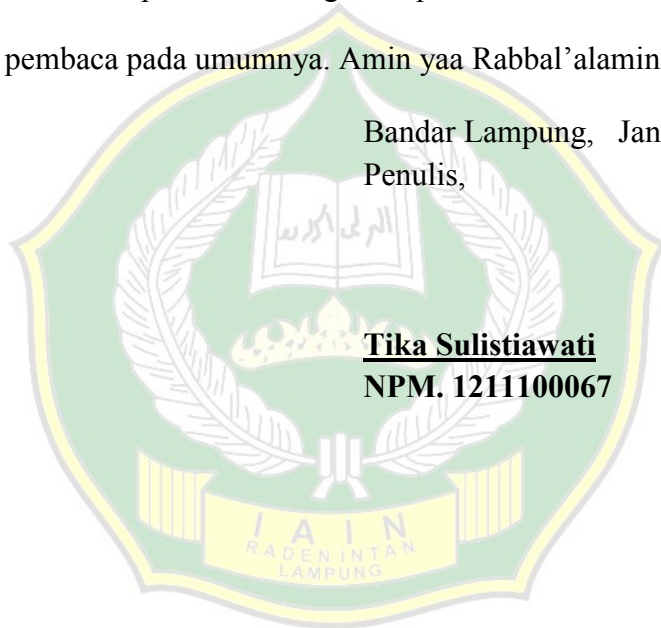 pembaca pada umumnya. Amin yaa Rabbal’alamin
Bandar Lampung, Jan
Penulis,
Tika Sulistiawati
NPM. 1211100067
I A I N
RADEN INTAN
LAMPUNG